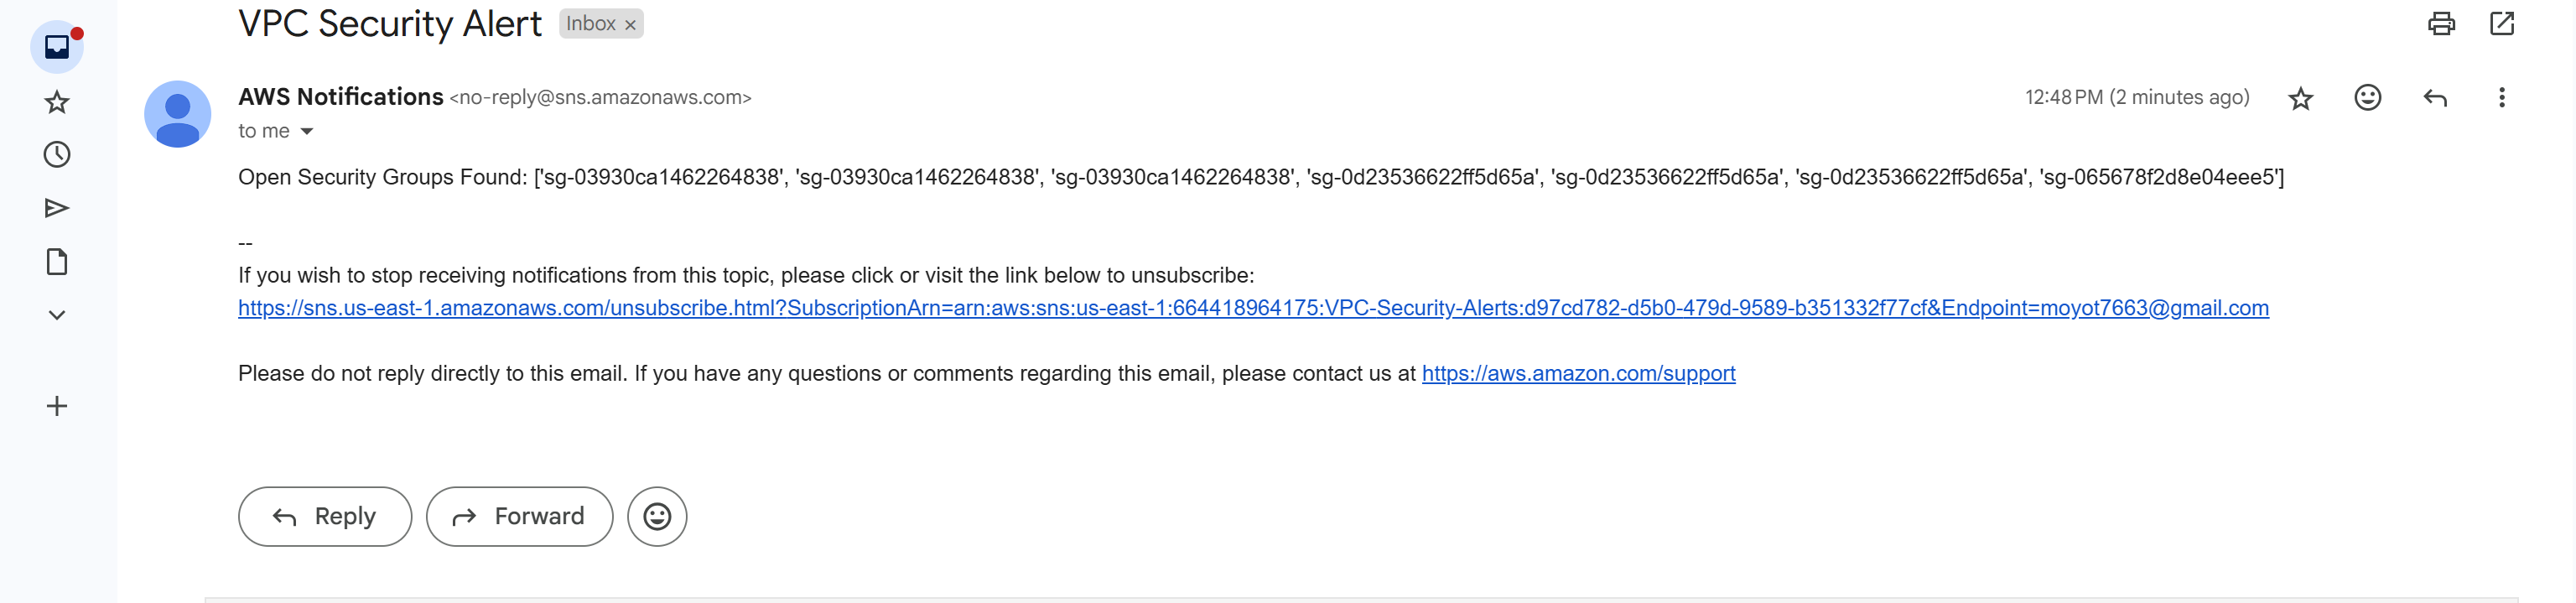 VPC Security Alert Inbox ×
AWS Notifications <no-reply@sns.amazonaws.com> 12:48 PM (2 minutes ago)
to me
Open Security Groups Found: ['sg-03930ca1462264838', 'sg-03930ca1462264838', 'sg-03930ca1462264838', 'sg-0d23536622ff5d65a', 'sg-0d23536622ff5d65a', 'sg-0d23536622ff5d65a', 'sg-065678f2d8e04eee5']
--
If you wish to stop receiving notifications from this topic, please click or visit the link below to unsubscribe:
https://sns.us-east-1.amazonaws.com/unsubscribe.html?SubscriptionArn=arn:aws:sns:us-east-1:664418964175:VPC-Security-Alerts:d97cd782-d5b0-479d-9589-b351332f77cf&Endpoint=moyot7663@gmail.com
Please do not reply directly to this email. If you have any questions or comments regarding this email, please contact us at https://aws.amazon.com/support
Reply Forward